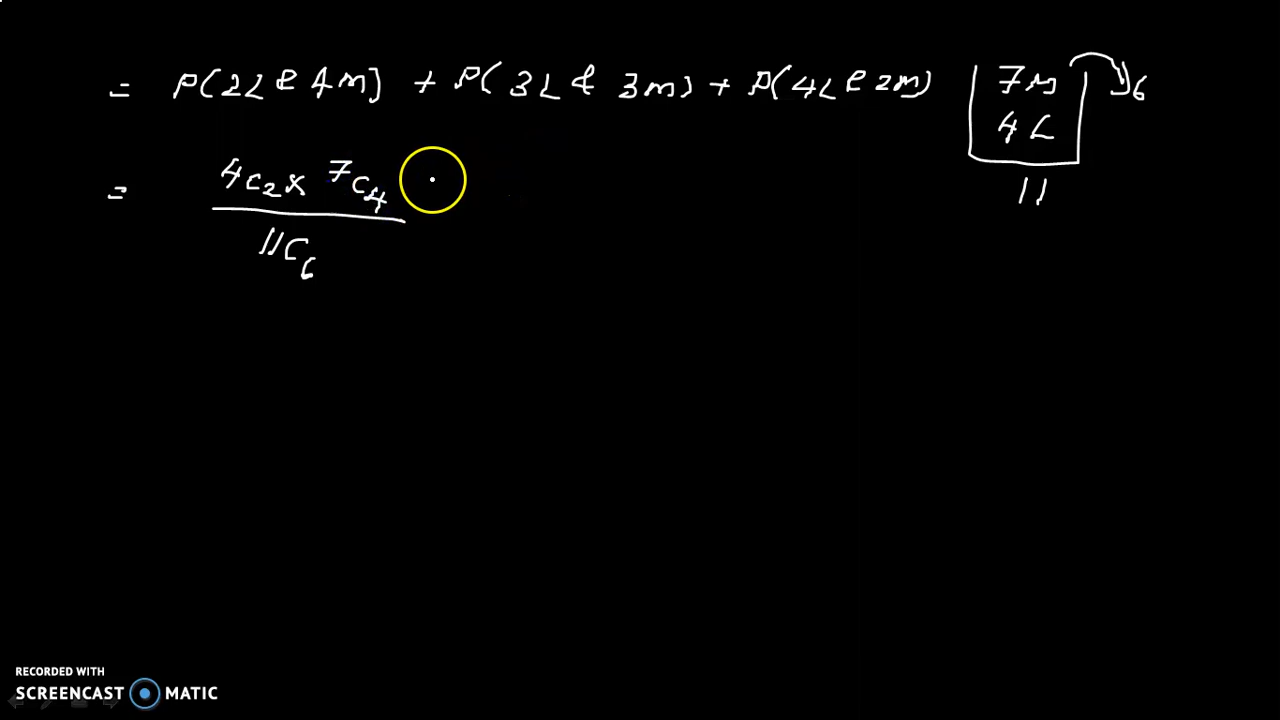 = P(2L & 4M) + P(3L & 3M) + P(4L & 2M) 7M 6
4L
= 4C2 x 7C4 11
11C6
RECORDED WITH
SCREENCAST MATIC